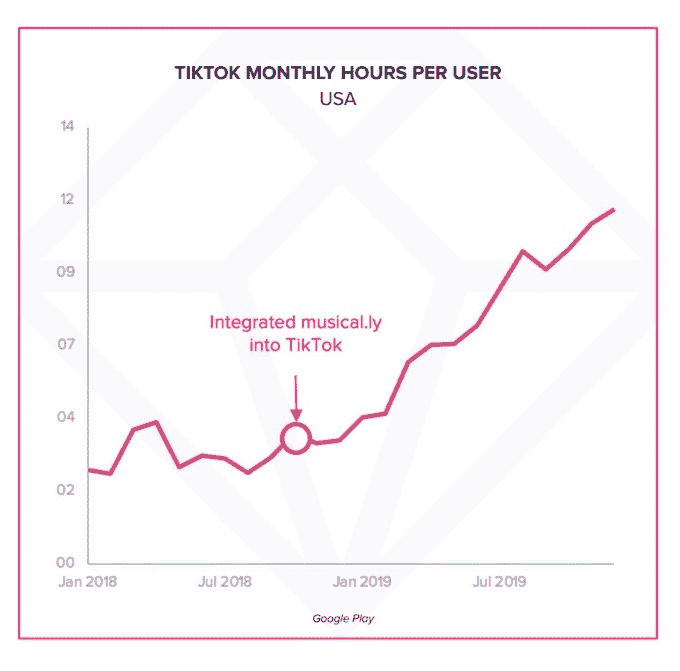 TIKTOK MONTHLY HOURS PER USER
USA
14
12
09
07
04
02
00
Integrated musical.ly
into TikTok
Jan 2018
Jul 2018
Jan 2019
Jul 2019
Google Play